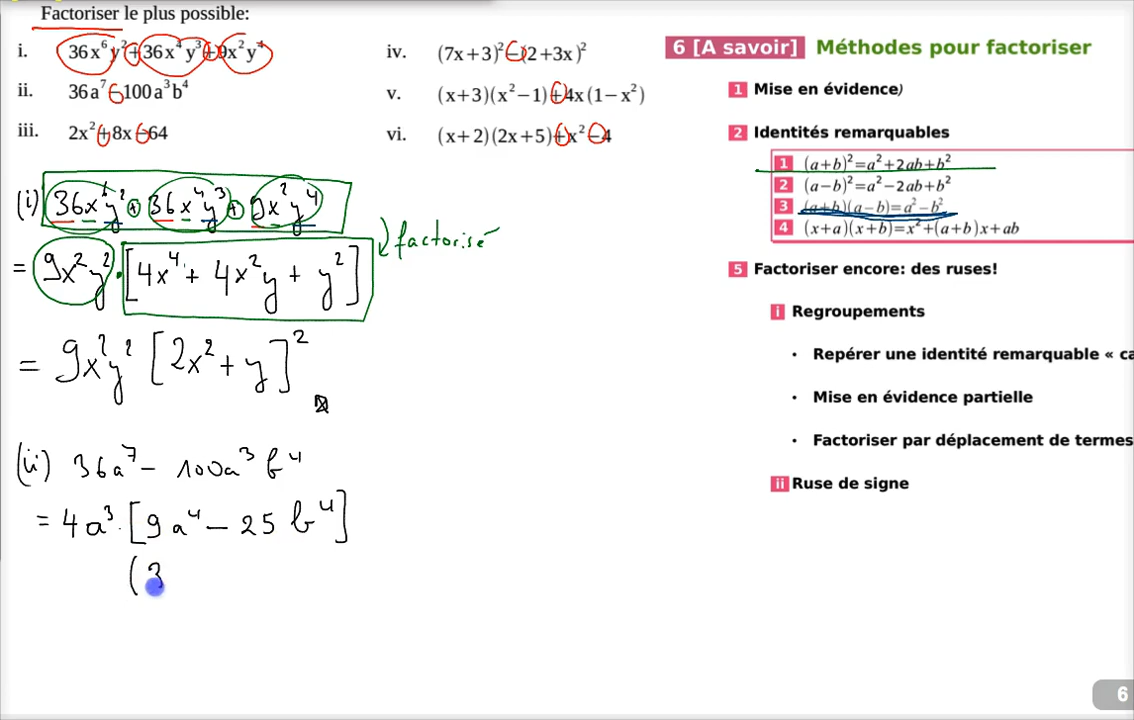 Factoriser le plus possible:
i. 36x⁶y²+36x⁴y³+9x²y⁴
ii. 36a⁷−100a³b⁴
iii. 2x²+8x−64
iv. (7x+3)²−(2+3x)²
v. (x+3)(x²−1)+4x(1−x²)
vi. (x+2)(2x+5)+x²−4
6 [A savoir] Méthodes pour factoriser
1 Mise en évidence)
2 Identités remarquables
1 (a+b)²=a²+2ab+b²
2 (a−b)²=a²−2ab+b²
3 (a+b)(a−b)=a²−b²
4 (x+a)(x+b)=x²+(a+b)x+ab
5 Factoriser encore: des ruses!
i Regroupements
• Repérer une identité remarquable « ca
• Mise en évidence partielle
• Factoriser par déplacement de termes
ii Ruse de signe
(i) 36x⁶y² + 36x⁴y³ + 9x²y⁴
factorisé
= 9x²y² · [4x⁴ + 4x²y + y²]
= 9x²y² [2x² + y]²
(ii) 36a⁷ − 100a³b⁴
= 4a³ · [9a⁴ − 25 b⁴]
(3
6